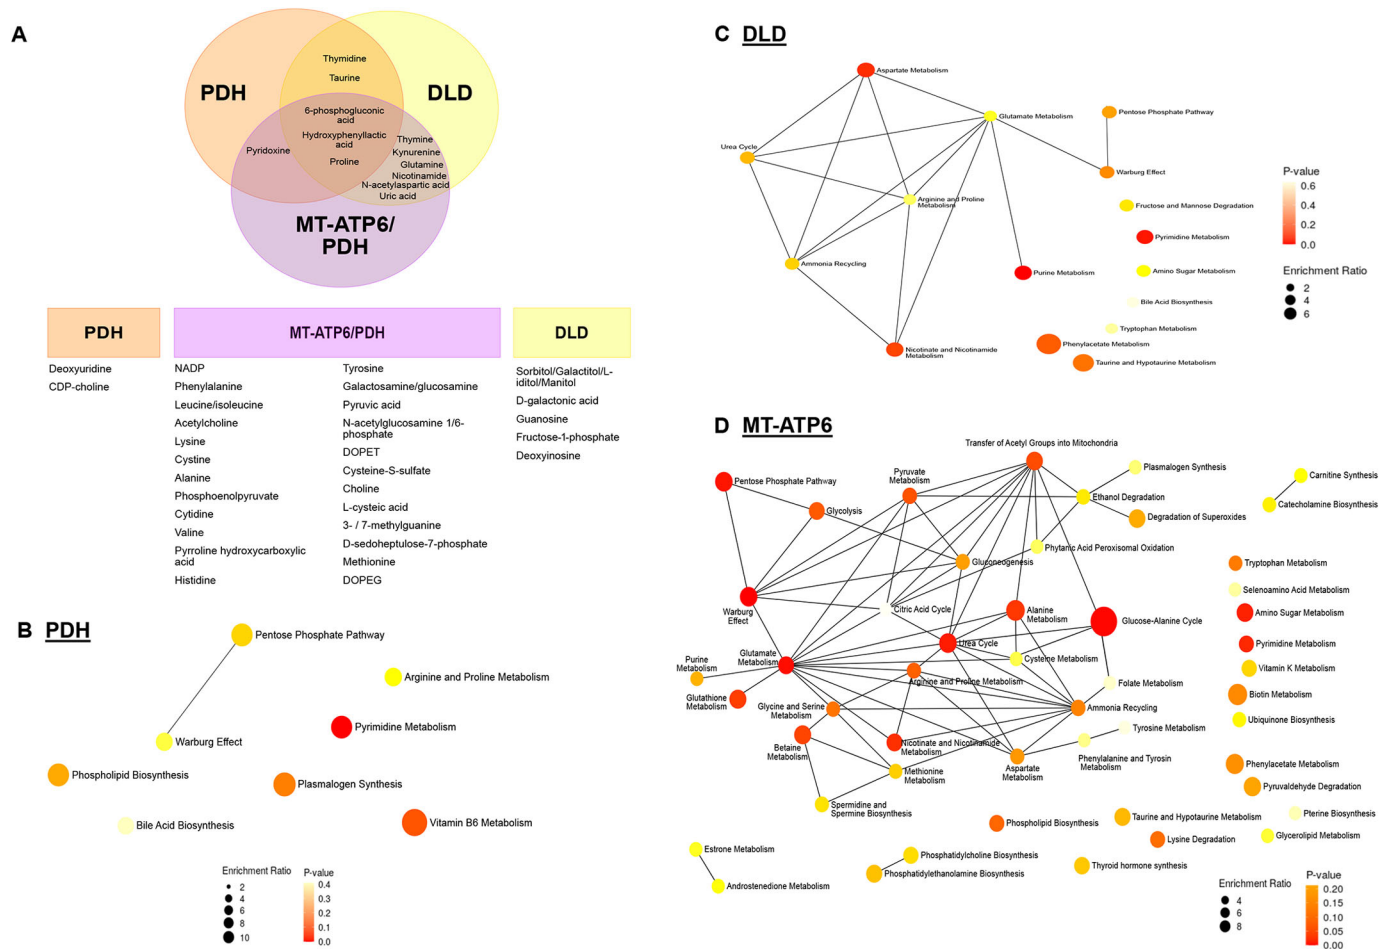 A
PDH
DLD
MT-ATP6/
PDH
Thymidine
Taurine
6-phosphogluconic
acid
Hydroxyphenyllactic
acid
Proline
Pyridoxine
Thymine
Kynurenine
Glutamine
Nicotinamide
N-acetylaspartic acid
Uric acid
PDH
Deoxyuridine
CDP-choline
MT-ATP6/PDH
NADP
Phenylalanine
Leucine/isoleucine
Acetylcholine
Lysine
Cystine
Alanine
Phosphoenolpyruvate
Cytidine
Valine
Pyrroline hydroxycarboxylic
acid
Histidine
Tyrosine
Galactosamine/glucosamine
Pyruvic acid
N-acetylglucosamine 1/6-
phosphate
DOPET
Cysteine-S-sulfate
Choline
L-cysteic acid
3- / 7-methylguanine
D-sedoheptulose-7-phosphate
Methionine
DOPEG
DLD
Sorbitol/Galactitol/L-
iditol/Manitol
D-galactonic acid
Guanosine
Fructose-1-phosphate
Deoxyinosine
B PDH
Pentose Phosphate Pathway
Arginine and Proline Metabolism
Pyrimidine Metabolism
Warburg Effect
Phospholipid Biosynthesis
Plasmalogen Synthesis
Bile Acid Biosynthesis
Vitamin B6 Metabolism
Enrichment Ratio
2
4
6
8
10
P-value
0.4
0.3
0.2
0.1
0.0
C DLD
Aspartate Metabolism
Glutamate Metabolism
Pentose Phosphate Pathway
Urea Cycle
Warburg Effect
Arginine and Proline
Metabolism
Fructose and Mannose Degradation
Pyrimidine Metabolism
Ammonia Recycling
Purine Metabolism
Amino Sugar Metabolism
Bile Acid Biosynthesis
Tryptophan Metabolism
Nicotinate and Nicotinamide
Metabolism
Phenylacetate Metabolism
Taurine and Hypotaurine Metabolism
P-value
0.6
0.4
0.2
0.0
Enrichment Ratio
2
4
6
D MT-ATP6
Transfer of Acetyl Groups into Mitochondria
Pentose Phosphate Pathway
Pyruvate
Metabolism
Plasmalogen Synthesis
Carnitine Synthesis
Glycolysis
Ethanol Degradation
Catecholamine Biosynthesis
Degradation of Superoxides
Phytanic Acid Peroxisomal Oxidation
Gluconeogenesis
Tryptophan Metabolism
Selenoamino Acid Metabolism
Warburg
Effect
Citric Acid Cycle
Alanine
Metabolism
Glucose-Alanine Cycle
Amino Sugar Metabolism
Urea Cycle
Pyrimidine Metabolism
Purine
Metabolism
Glutamate
Metabolism
Cysteine Metabolism
Vitamin K Metabolism
Arginine and Proline Metabolism
Folate Metabolism
Glutathione
Metabolism
Glycine and Serine
Metabolism
Ammonia Recycling
Biotin Metabolism
Ubiquinone Biosynthesis
Tyrosine Metabolism
Betaine
Metabolism
Nicotinate and Nicotinamide
Metabolism
Aspartate
Metabolism
Phenylalanine and Tyrosin
Metabolism
Methionine
Metabolism
Phenylacetate Metabolism
Pyruvaldehyde Degradation
Spermidine and
Spermine Biosynthesis
Phospholipid Biosynthesis
Taurine and Hypotaurine Metabolism
Pterine Biosynthesis
Lysine Degradation
Glycerolipid Metabolism
Estrone Metabolism
Androstenedione Metabolism
Phosphatidylcholine Biosynthesis
Phosphatidylethanolamine Biosynthesis
Thyroid hormone synthesis
Enrichment Ratio
4
6
8
P-value
0.20
0.15
0.10
0.05
0.00